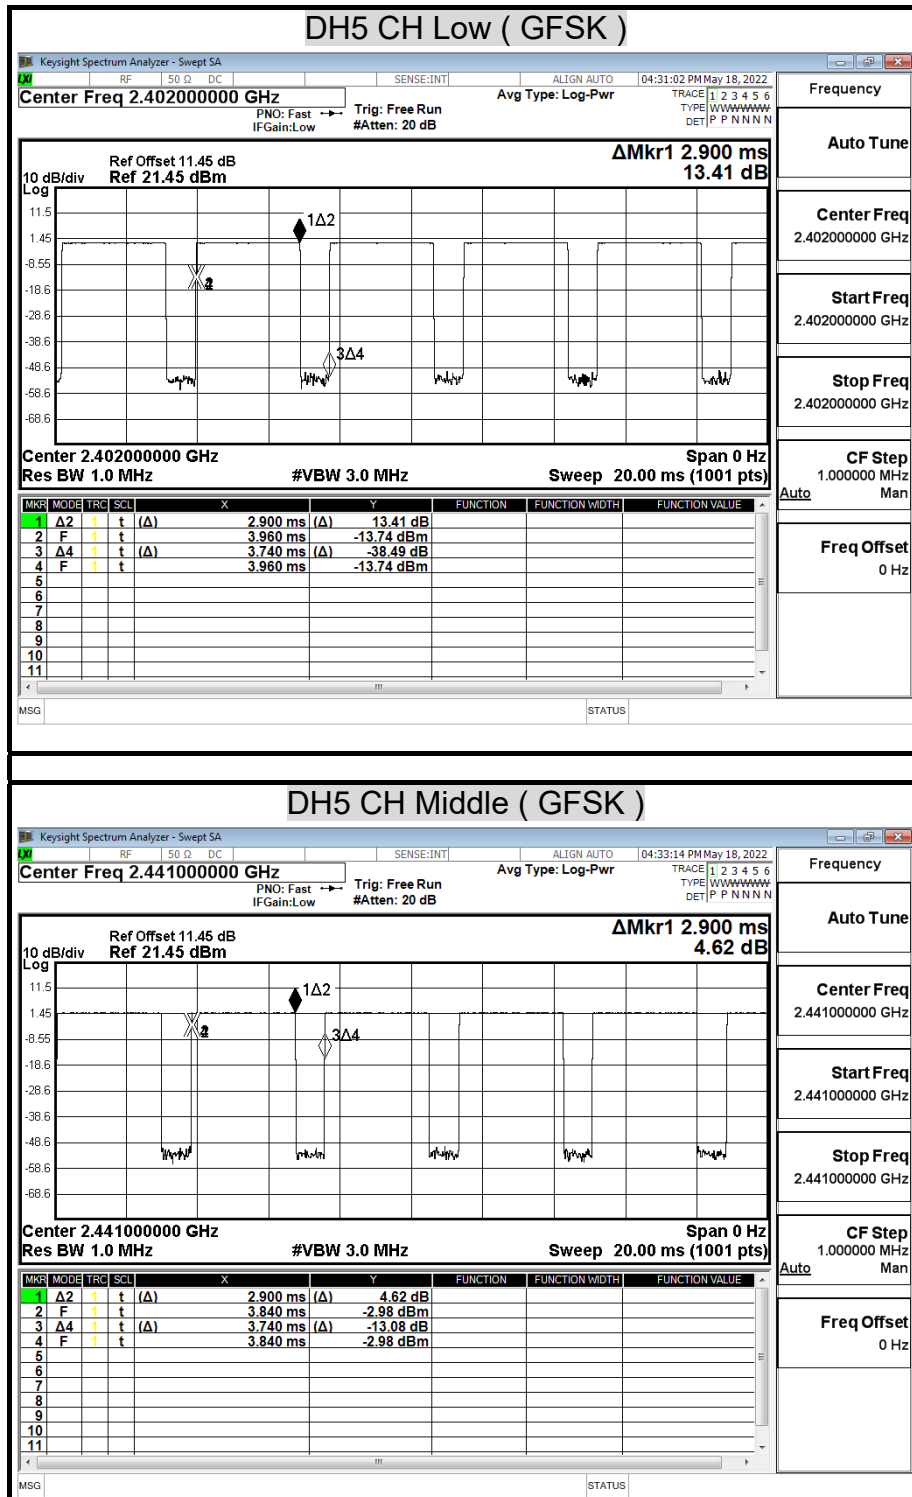 DH5 CH Low ( GFSK )
Keysight Spectrum Analyzer - Swept SA
LXI RF 50 Ω DC SENSE:INT ALIGN AUTO 04:31:02 PM May 18, 2022
Center Freq 2.402000000 GHz
PNO: Fast
IFGain:Low
Trig: Free Run
#Atten: 20 dB
Avg Type: Log-Pwr
TRACE 1 2 3 4 5 6
TYPE WWWWWW
DET P P N N N N
Ref Offset 11.45 dB
10 dB/div Ref 21.45 dBm
Log
ΔMkr1 2.900 ms
13.41 dB
11.5
1.45
-8.55
-18.6
-28.6
-38.6
-48.6
-58.6
-68.6
1Δ2
3Δ4
Center 2.402000000 GHz Span 0 Hz
Res BW 1.0 MHz #VBW 3.0 MHz Sweep 20.00 ms (1001 pts)
MKR MODE TRC SCL X Y FUNCTION FUNCTION WIDTH FUNCTION VALUE
1 Δ2 1 t (Δ) 2.900 ms (Δ) 13.41 dB
2 F 1 t 3.960 ms -13.74 dBm
3 Δ4 1 t (Δ) 3.740 ms (Δ) -38.49 dB
4 F 1 t 3.960 ms -13.74 dBm
5
6
7
8
9
10
11
MSG STATUS
Frequency
Auto Tune
Center Freq
2.402000000 GHz
Start Freq
2.402000000 GHz
Stop Freq
2.402000000 GHz
CF Step
1.000000 MHz
Auto Man
Freq Offset
0 Hz
DH5 CH Middle ( GFSK )
Keysight Spectrum Analyzer - Swept SA
LXI RF 50 Ω DC SENSE:INT ALIGN AUTO 04:33:14 PM May 18, 2022
Center Freq 2.441000000 GHz
PNO: Fast
IFGain:Low
Trig: Free Run
#Atten: 20 dB
Avg Type: Log-Pwr
TRACE 1 2 3 4 5 6
TYPE WWWWWW
DET P P N N N N
Ref Offset 11.45 dB
10 dB/div Ref 21.45 dBm
Log
ΔMkr1 2.900 ms
4.62 dB
11.5
1.45
-8.55
-18.6
-28.6
-38.6
-48.6
-58.6
-68.6
1Δ2
3Δ4
Center 2.441000000 GHz Span 0 Hz
Res BW 1.0 MHz #VBW 3.0 MHz Sweep 20.00 ms (1001 pts)
MKR MODE TRC SCL X Y FUNCTION FUNCTION WIDTH FUNCTION VALUE
1 Δ2 1 t (Δ) 2.900 ms (Δ) 4.62 dB
2 F 1 t 3.840 ms -2.98 dBm
3 Δ4 1 t (Δ) 3.740 ms (Δ) -13.08 dB
4 F 1 t 3.840 ms -2.98 dBm
5
6
7
8
9
10
11
MSG STATUS
Frequency
Auto Tune
Center Freq
2.441000000 GHz
Start Freq
2.441000000 GHz
Stop Freq
2.441000000 GHz
CF Step
1.000000 MHz
Auto Man
Freq Offset
0 Hz